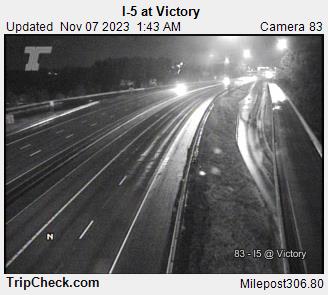 I-5 at Victory
Updated Nov 07 2023 1:43 AM Camera 83
T
N
83 - I5 @ Victory
TripCheck.com Milepost306.80